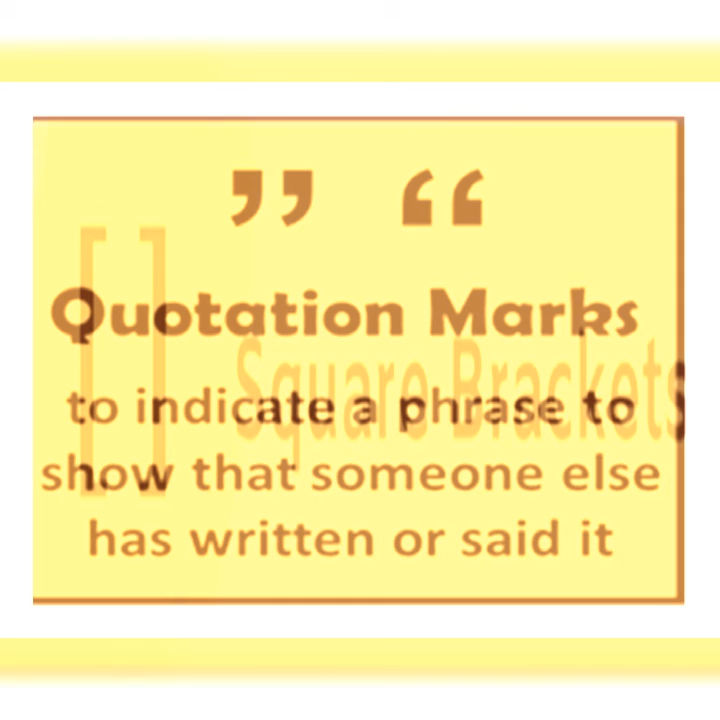 ” “
[ ]
Quotation Marks
Square Brackets
to indicate a phrase to
show that someone else
has written or said it